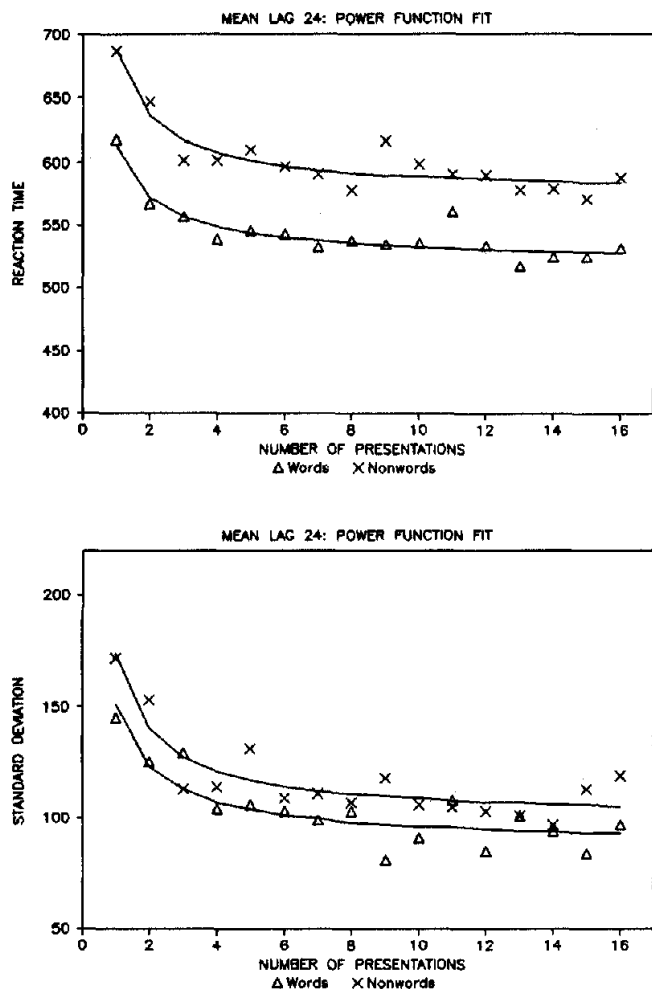 MEAN LAG 24: POWER FUNCTION FIT
700
650
600
550
500
450
400
REACTION TIME
0 2 4 6 8 10 12 14 16
NUMBER OF PRESENTATIONS
△ Words × Nonwords
MEAN LAG 24: POWER FUNCTION FIT
200
150
100
50
STANDARD DEVIATION
0 2 4 6 8 10 12 14 16
NUMBER OF PRESENTATIONS
△ Words × Nonwords